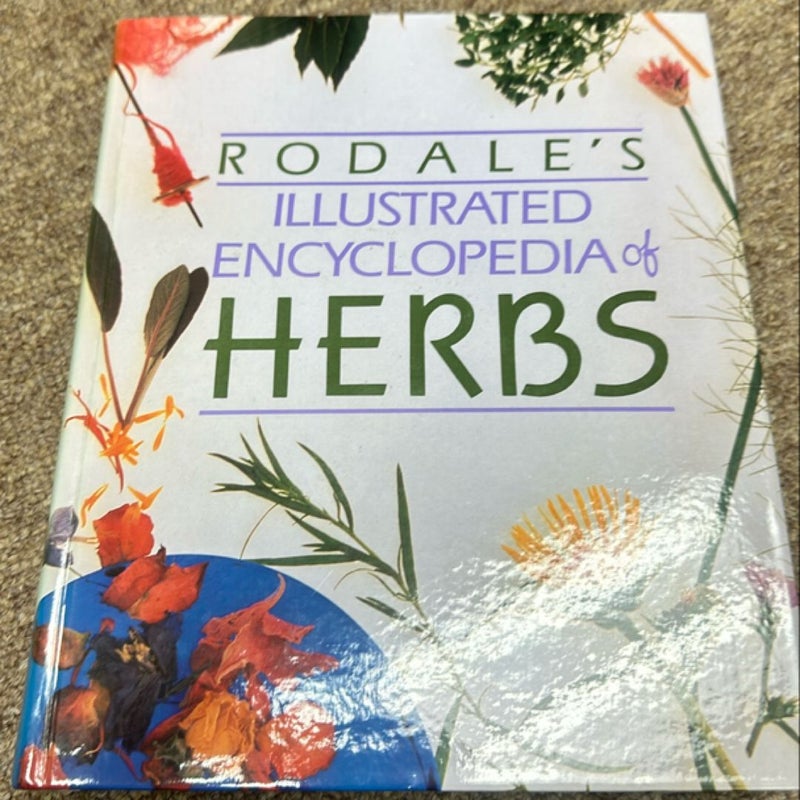 RODALE'S
ILLUSTRATED
ENCYCLOPEDIA of
HERBS